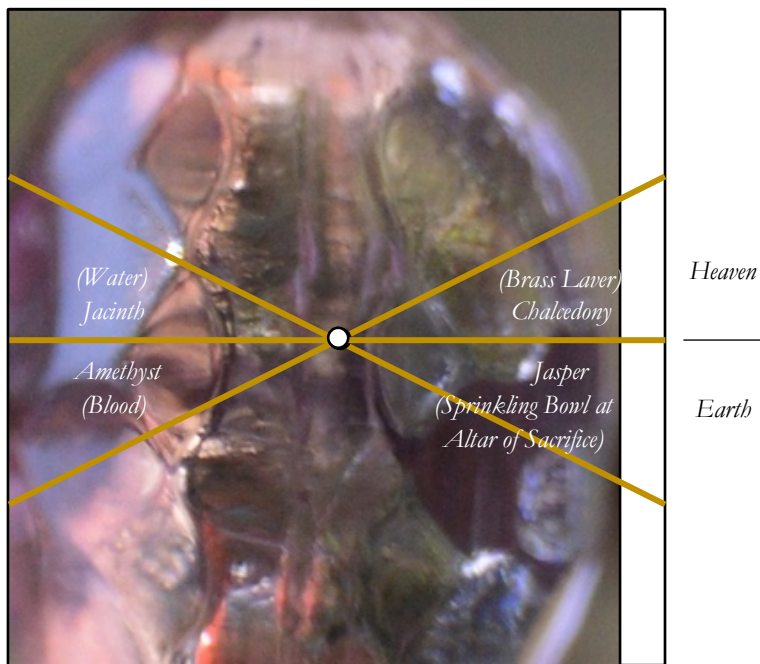 (Water)
Jacinth
(Brass Laver)
Chalcedony
Heaven
Amethyst
(Blood)
Jasper
(Sprinkling Bowl at
Altar of Sacrifice)
Earth